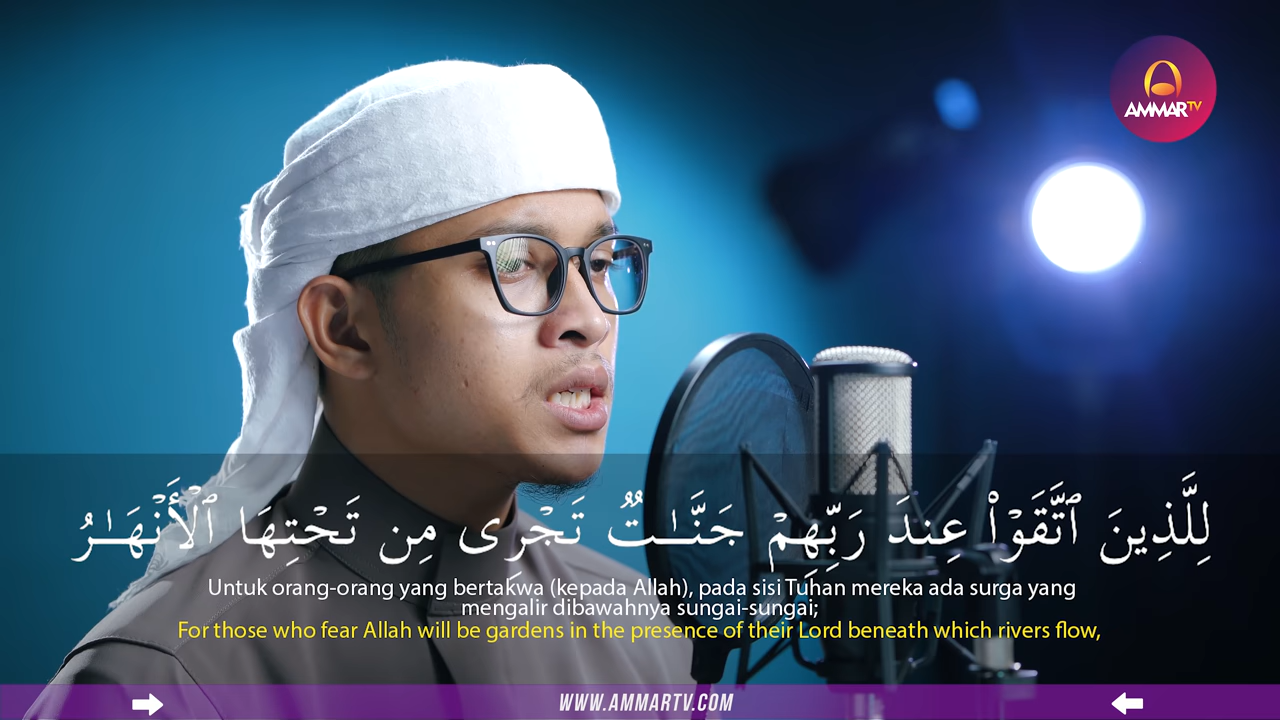 AMMARTV
لِلَّذِينَ ٱتَّقَوْا۟ عِندَ رَبِّهِمْ جَنَّـٰتٌ تَجْرِى مِن تَحْتِهَا ٱلْأَنْهَـٰرُ
Untuk orang-orang yang bertakwa (kepada Allah), pada sisi Tuhan mereka ada surga yang
mengalir dibawahnya sungai-sungai;
For those who fear Allah will be gardens in the presence of their Lord beneath which rivers flow,
WWW.AMMARTV.COM